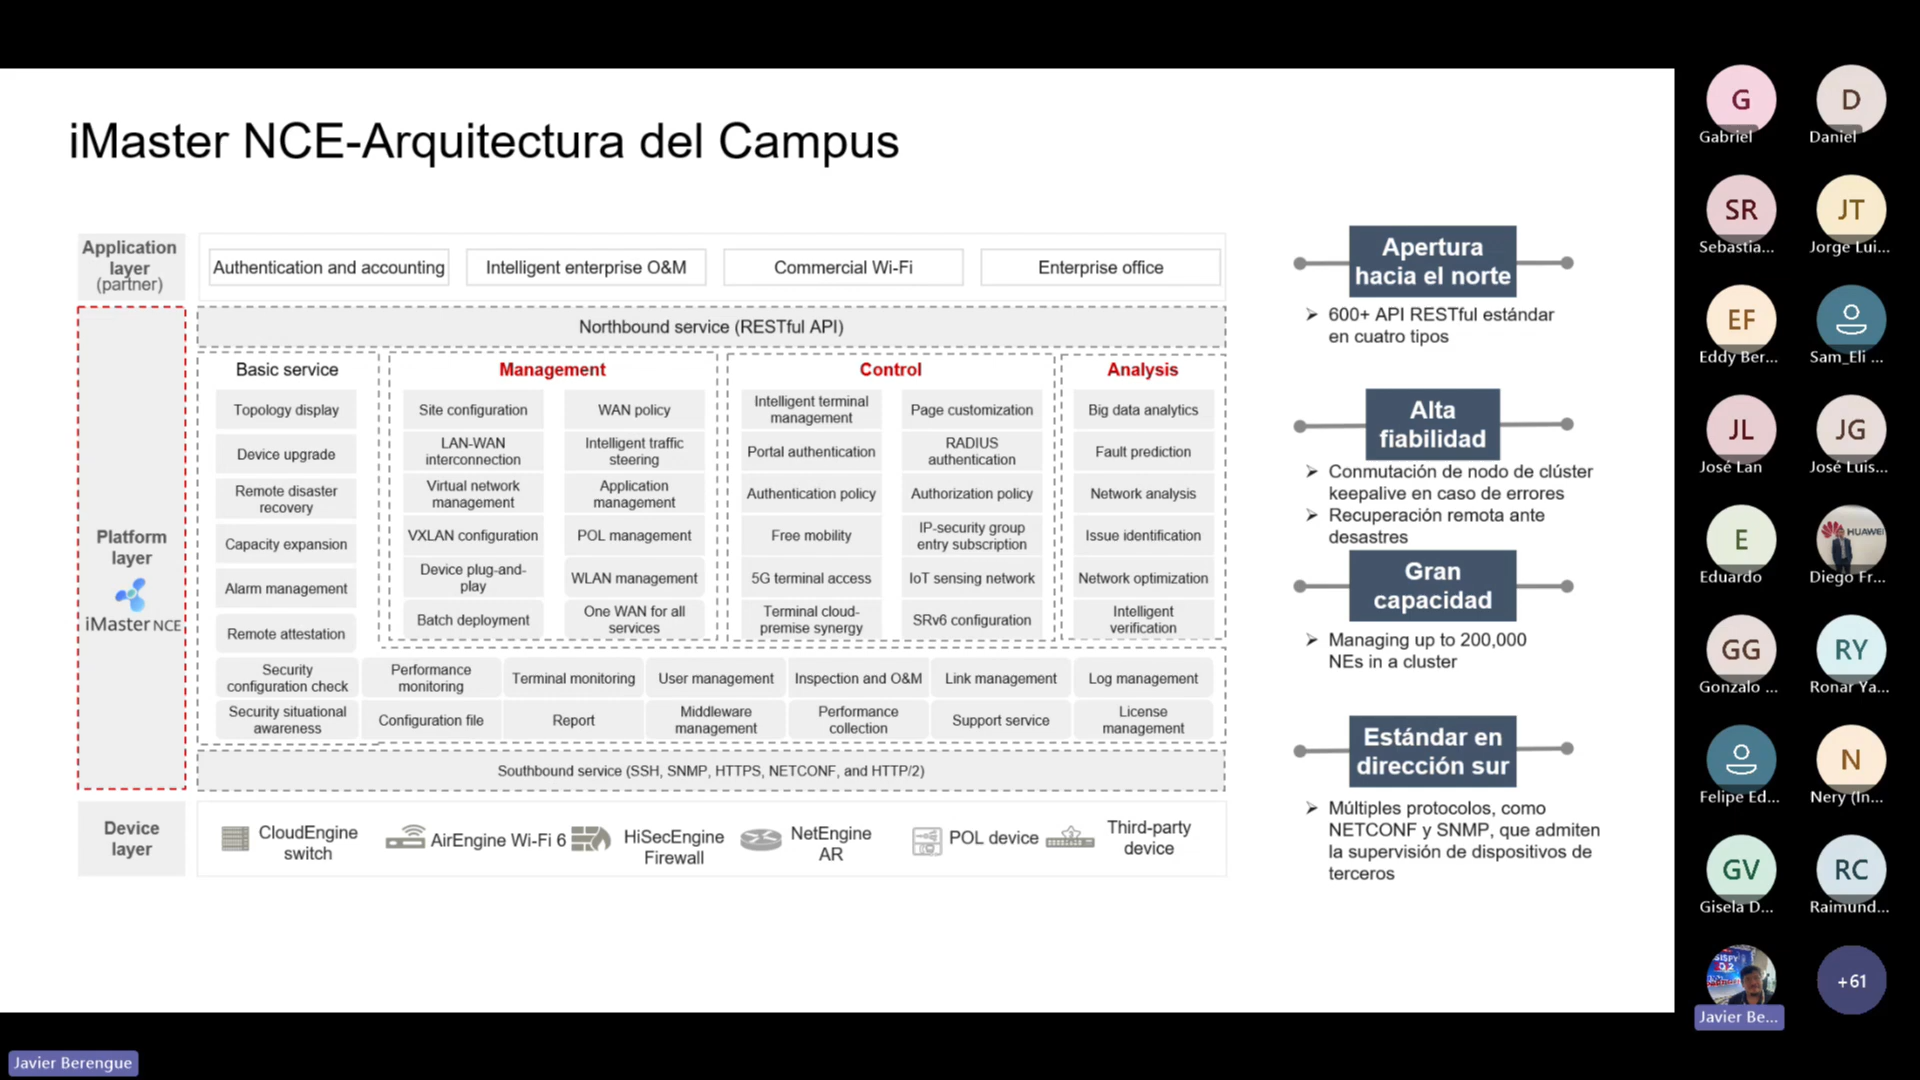 iMaster NCE-Arquitectura del Campus
Application
layer
(partner)
Authentication and accounting
Intelligent enterprise O&M
Commercial Wi-Fi
Enterprise office
Platform
layer
iMaster NCE
Northbound service (RESTful API)
Basic service
Topology display
Device upgrade
Remote disaster
recovery
Capacity expansion
Alarm management
Remote attestation
Management
Site configuration
LAN-WAN
interconnection
Virtual network
management
VXLAN configuration
Device plug-and-
play
Batch deployment
WAN policy
Intelligent traffic
steering
Application
management
POL management
WLAN management
One WAN for all
services
Control
Intelligent terminal
management
Portal authentication
Authentication policy
Free mobility
5G terminal access
Terminal cloud-
premise synergy
Page customization
RADIUS
authentication
Authorization policy
IP-security group
entry subscription
IoT sensing network
SRv6 configuration
Analysis
Big data analytics
Fault prediction
Network analysis
Issue identification
Network optimization
Intelligent
verification
Security
configuration check
Performance
monitoring
Terminal monitoring
User management
Inspection and O&M
Link management
Log management
Security situational
awareness
Configuration file
Report
Middleware
management
Performance
collection
Support service
License
management
Southbound service (SSH, SNMP, HTTPS, NETCONF, and HTTP/2)
Device
layer
CloudEngine
switch
AirEngine Wi-Fi 6
HiSecEngine
Firewall
NetEngine
AR
POL device
Third-party
device
Apertura
hacia el norte
➢ 600+ API RESTful estándar
en cuatro tipos
Alta
fiabilidad
➢ Conmutación de nodo de clúster
keepalive en caso de errores
➢ Recuperación remota ante
desastres
Gran
capacidad
➢ Managing up to 200,000
NEs in a cluster
Estándar en
dirección sur
➢ Múltiples protocolos, como
NETCONF y SNMP, que admiten
la supervisión de dispositivos de
terceros
G
Gabriel
D
Daniel
SR
Sebastia...
JT
Jorge Lui...
EF
Eddy Ber...
Sam_Eli ...
JL
José Lan
JG
José Luis...
E
Eduardo
HUAWEI
Diego Fr...
GG
Gonzalo ...
RY
Ronar Ya...
Felipe Ed...
N
Nery (In...
GV
Gisela D...
RC
Raimund...
Javier Be...
+61
Javier Berengue